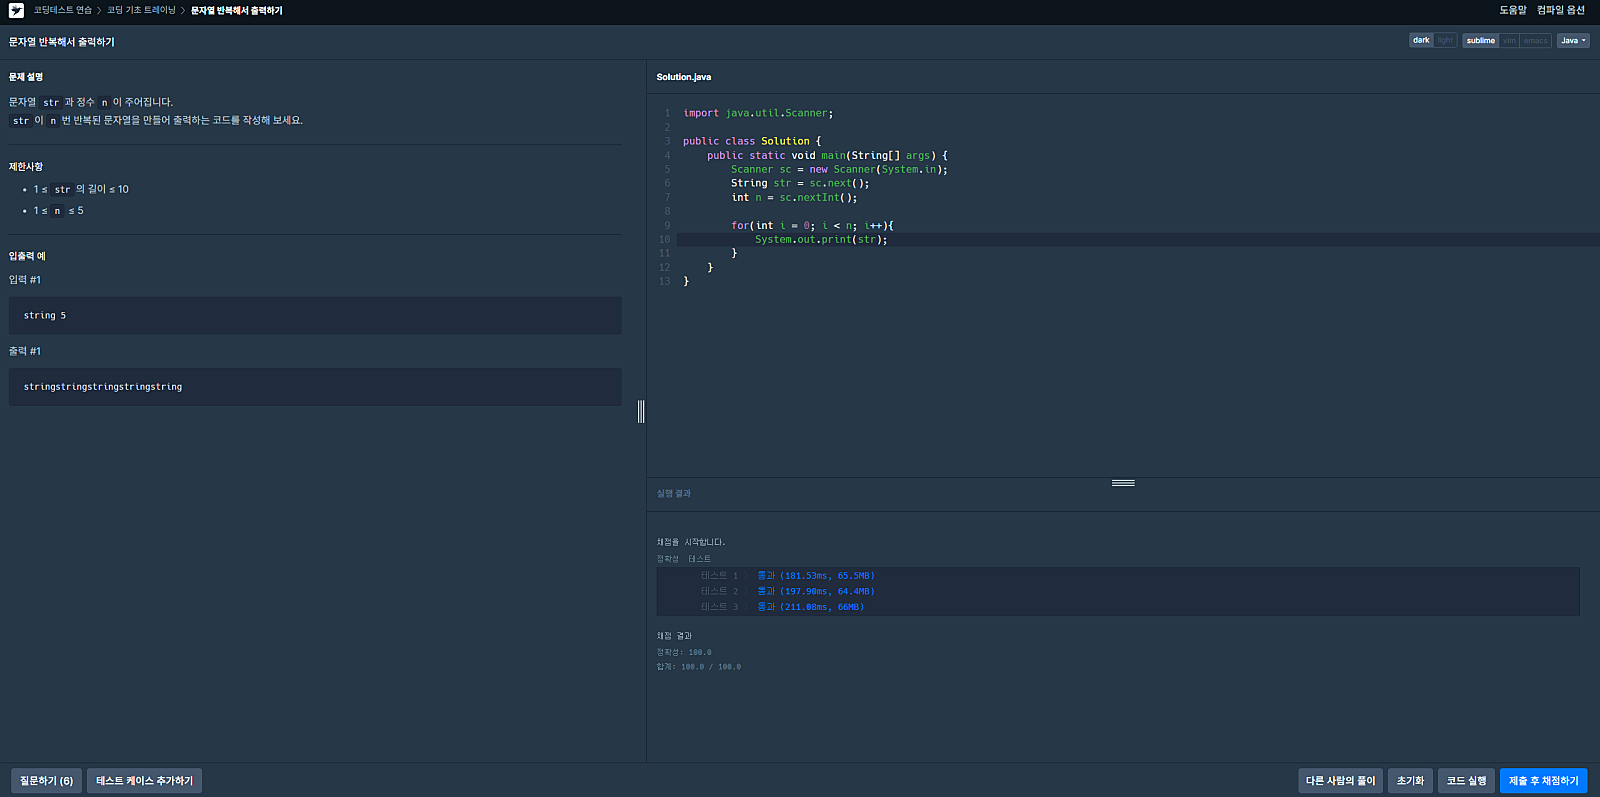 코딩테스트 연습 > 코딩 기초 트레이닝 > 문자열 반복해서 출력하기
도움말 컴파일 옵션
문자열 반복해서 출력하기
dark light sublime vim emacs Java
문제 설명
문자열 str과 정수 n이 주어집니다.
str이 n번 반복된 문자열을 만들어 출력하는 코드를 작성해 보세요.
제한사항
• 1 ≤ str의 길이 ≤ 10
• 1 ≤ n ≤ 5
입출력 예
입력 #1
string 5
출력 #1
stringstringstringstringstring
Solution.java
1 import java.util.Scanner;
2
3 public class Solution {
4 public static void main(String[] args) {
5 Scanner sc = new Scanner(System.in);
6 String str = sc.next();
7 int n = sc.nextInt();
8
9 for(int i = 0; i < n; i++){
10 System.out.print(str);
11 }
12 }
13 }
실행 결과
채점을 시작합니다.
정확성 테스트
테스트 1 통과 (181.53ms, 65.5MB)
테스트 2 통과 (197.90ms, 64.4MB)
테스트 3 통과 (211.08ms, 66MB)
채점 결과
정확성: 100.0
합계: 100.0 / 100.0
질문하기 (6) 테스트 케이스 추가하기
다른 사람의 풀이 초기화 코드 실행 제출 후 채점하기